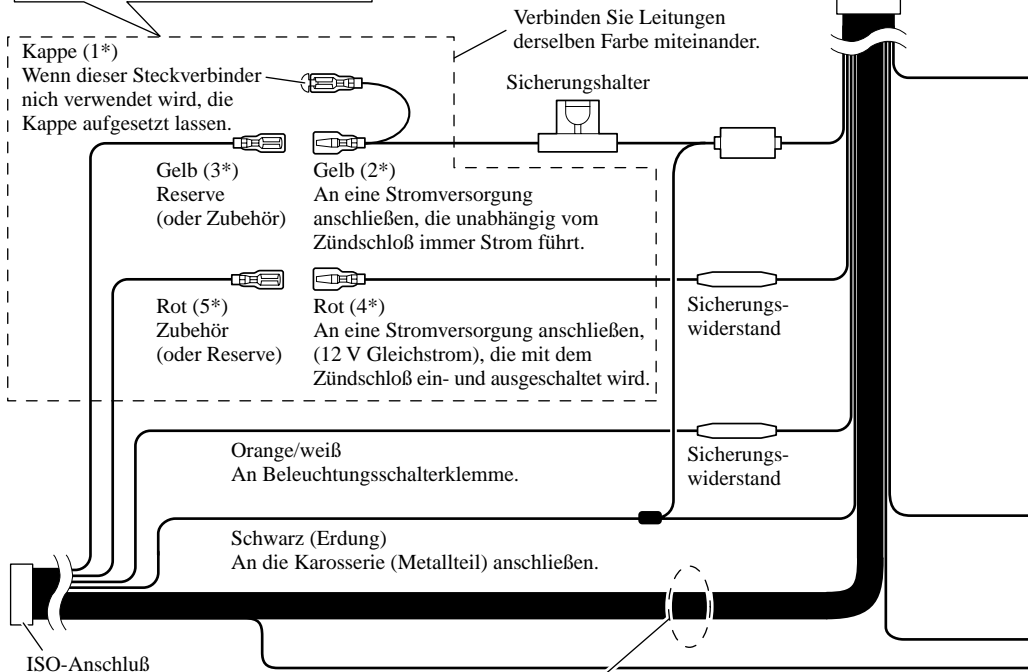 Verbinden Sie Leitungen
derselben Farbe miteinander.
Kappe (1*)
Wenn dieser Steckverbinder
nich verwendet wird, die
Kappe aufgesetzt lassen.
Sicherungshalter
Gelb (3*)
Reserve
(oder Zubehör)
Gelb (2*)
An eine Stromversorgung
anschließen, die unabhängig vom
Zündschloß immer Strom führt.
Rot (5*)
Zubehör
(oder Reserve)
Rot (4*)
An eine Stromversorgung anschließen,
(12 V Gleichstrom), die mit dem
Zündschloß ein- und ausgeschaltet wird.
Sicherungs-
widerstand
Orange/weiß
An Beleuchtungsschalterklemme.
Sicherungs-
widerstand
Schwarz (Erdung)
An die Karosserie (Metallteil) anschließen.
ISO-Anschluß